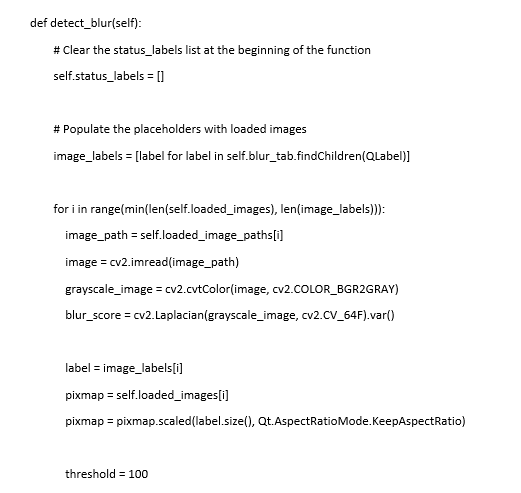 def detect_blur(self):
# Clear the status_labels list at the beginning of the function
self.status_labels = []
# Populate the placeholders with loaded images
image_labels = [label for label in self.blur_tab.findChildren(QLabel)]
for i in range(min(len(self.loaded_images), len(image_labels))):
image_path = self.loaded_image_paths[i]
image = cv2.imread(image_path)
grayscale_image = cv2.cvtColor(image, cv2.COLOR_BGR2GRAY)
blur_score = cv2.Laplacian(grayscale_image, cv2.CV_64F).var()
label = image_labels[i]
pixmap = self.loaded_images[i]
pixmap = pixmap.scaled(label.size(), Qt.AspectRatioMode.KeepAspectRatio)
threshold = 100